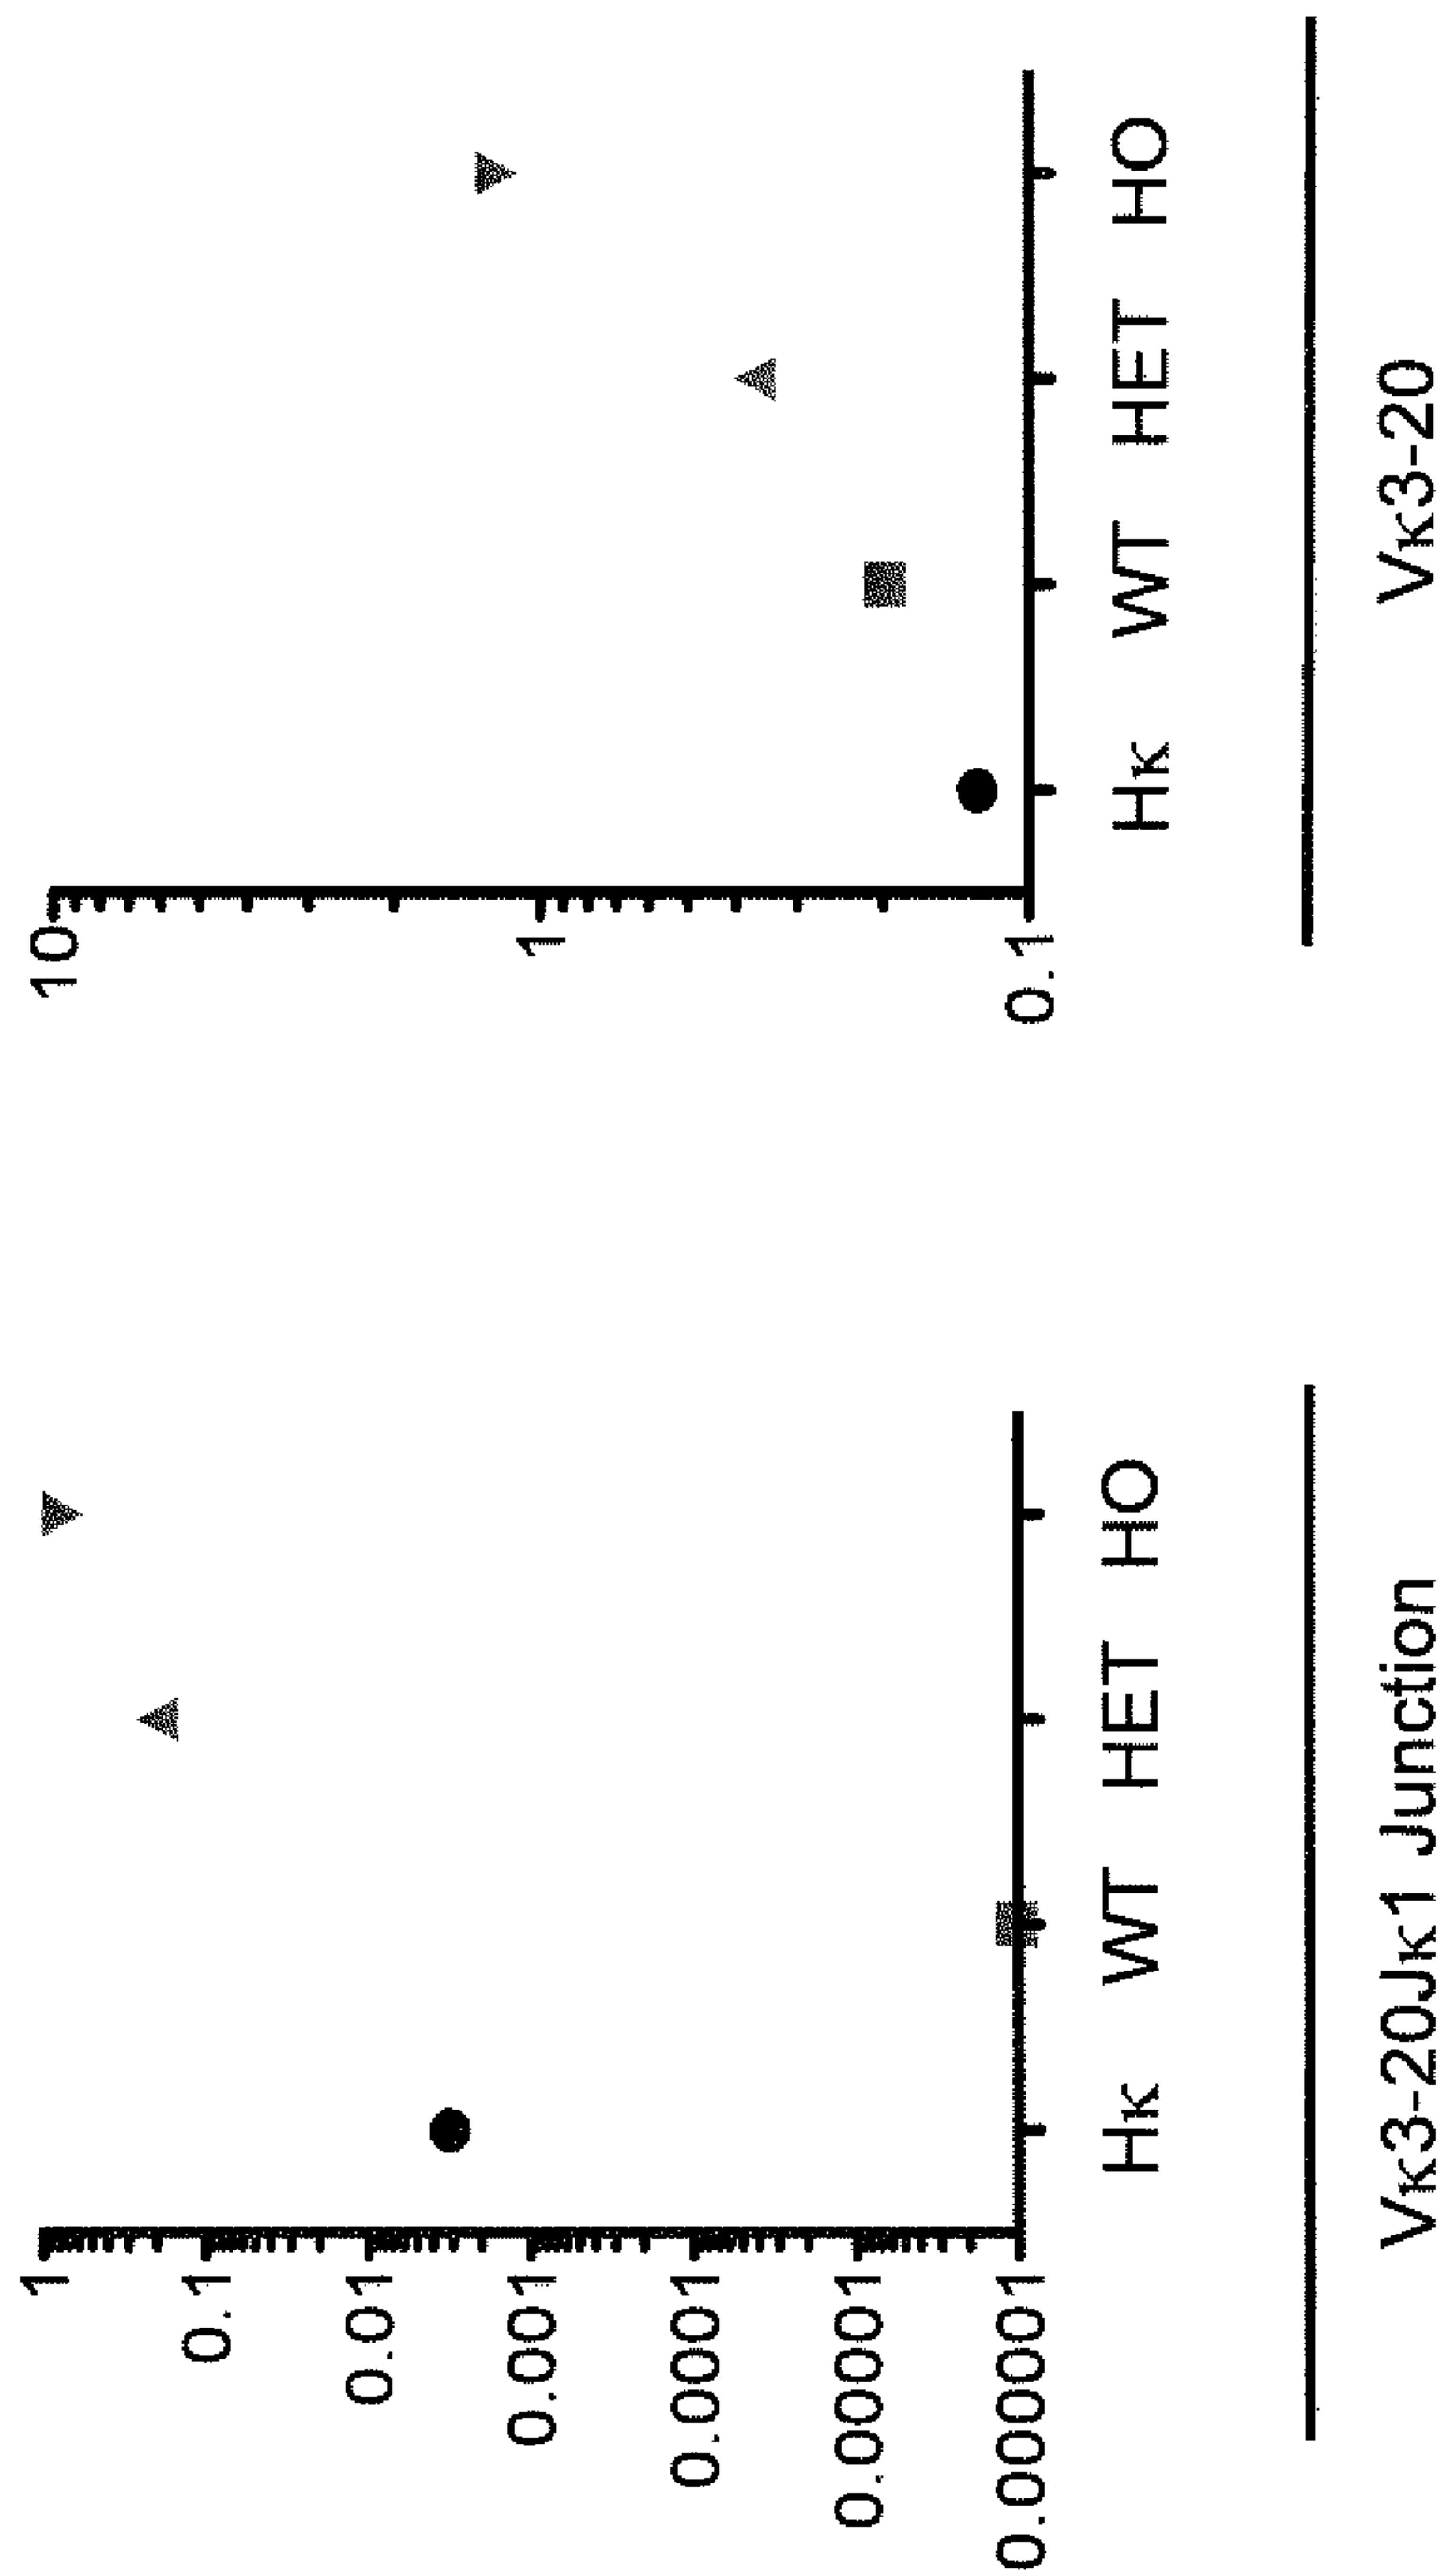 1
0.1
0.01
0.001
0.0001
0.00001
0.000001
Hκ WT HET HO
Vκ3-20Jκ1 Junction
10
1
0.1
Hκ WT HET HO
Vκ3-20